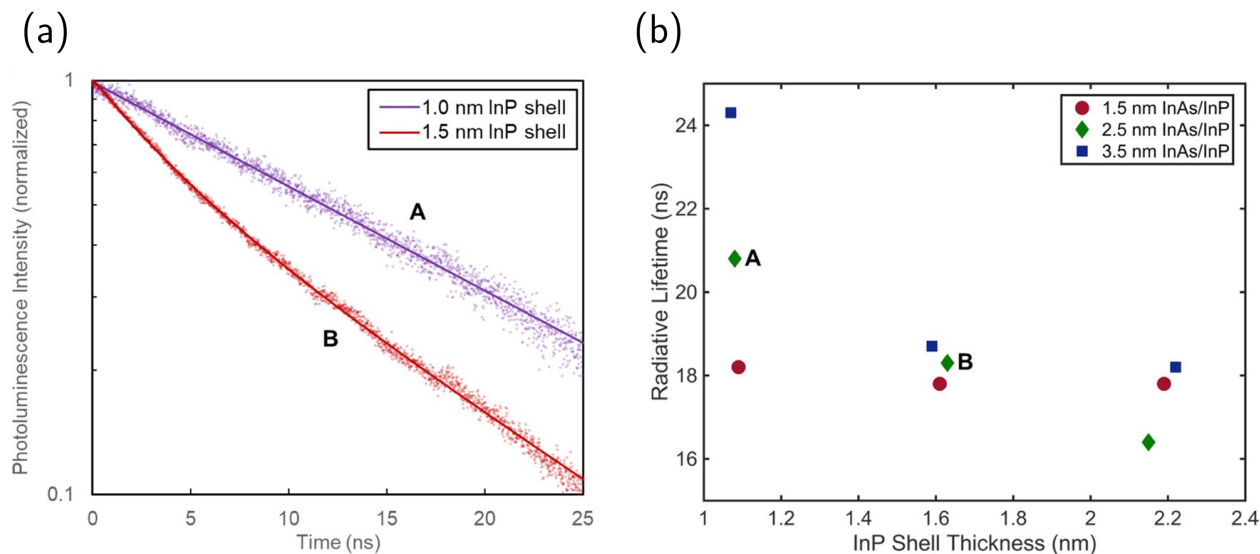 (a)
(b)
1
0.1
0
5
10
15
20
25
Time (ns)
Photoluminescence Intensity (normalized)
1.0 nm InP shell
1.5 nm InP shell
A
B
24
22
20
18
16
1
1.2
1.4
1.6
1.8
2
2.2
2.4
InP Shell Thickness (nm)
Radiative Lifetime (ns)
1.5 nm InAs/InP
2.5 nm InAs/InP
3.5 nm InAs/InP
A
B